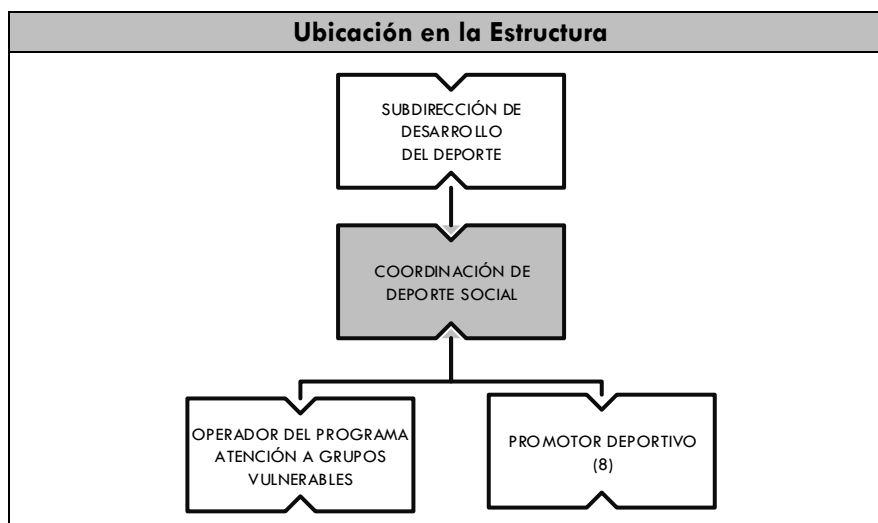 Ubicación en la Estructura
SUBDIRECCIÓN DE
DESARROLLO
DEL DEPORTE
COORDINACIÓN DE
DEPORTE SOCIAL
OPERADOR DEL PROGRAMA
ATENCIÓN A GRUPOS
VULNERABLES
PROMOTOR DEPORTIVO
(8)